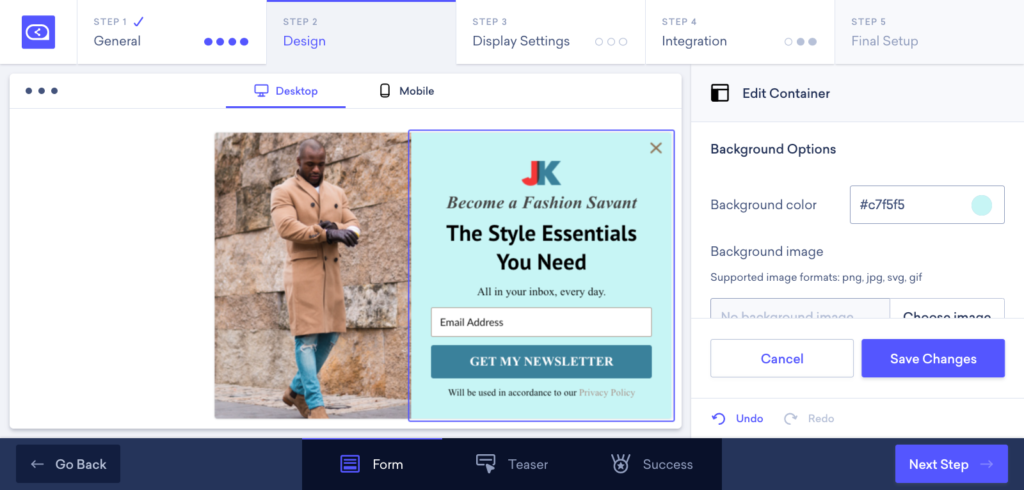 STEP 1
General
STEP 2
Design
STEP 3
Display Settings
STEP 4
Integration
STEP 5
Final Setup
Desktop
Mobile
JK
Become a Fashion Savant
The Style Essentials
You Need
All in your inbox, every day.
Email Address
GET MY NEWSLETTER
Will be used in accordance to our Privacy Policy
Edit Container
Background Options
Background color
#c7f5f5
Background image
Supported image formats: png, jpg, svg, gif
No background image
Choose image
Cancel
Save Changes
Undo
Redo
Go Back
Form
Teaser
Success
Next Step